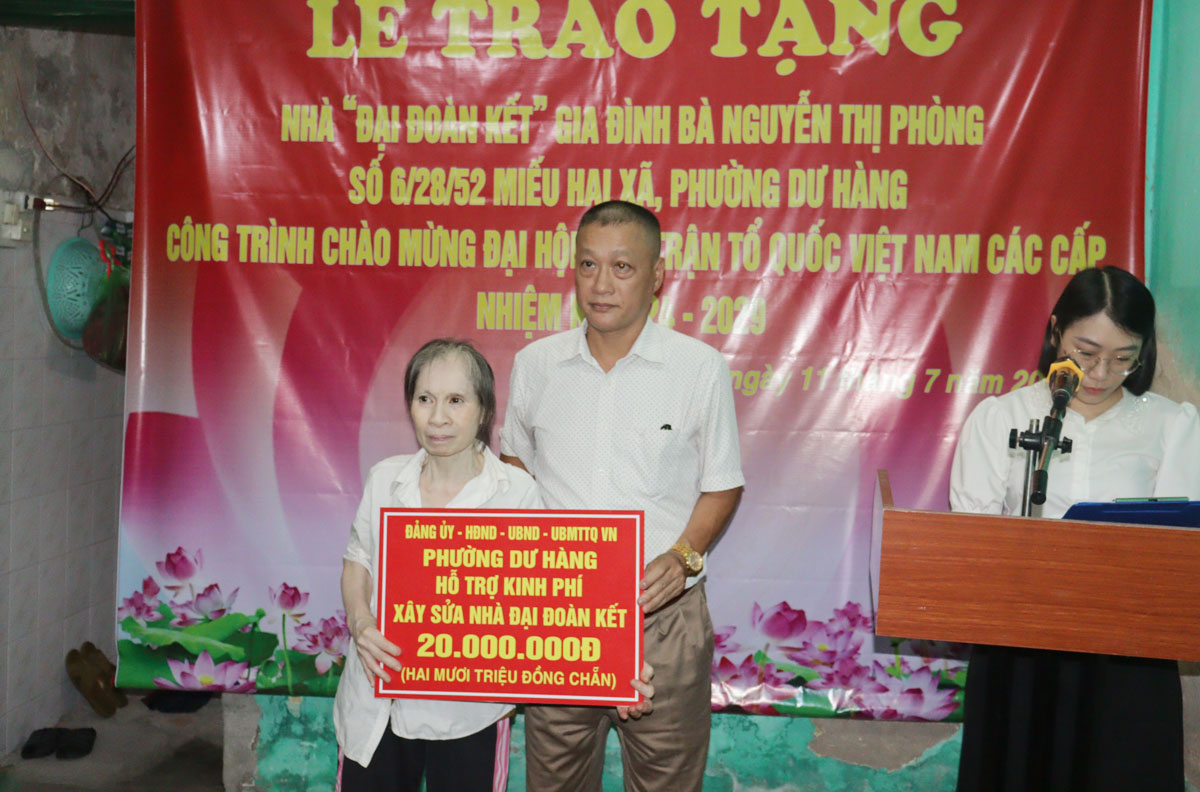 LỄ TRAO TẶNG
NHÀ "ĐẠI ĐOÀN KẾT" GIA ĐÌNH BÀ NGUYỄN THỊ PHÒNG
SỐ 6/28/52 MIẾU HAI XÃ, PHƯỜNG DƯ HÀNG
CÔNG TRÌNH CHÀO MỪNG ĐẠI HỘI TRẬN TỔ QUỐC VIỆT NAM CÁC CẤP
NHIỆM - 2029
ngày 11 tháng 7 năm
ĐẢNG ỦY - HĐND - UBND - UBMTTQ VN
PHƯỜNG DƯ HÀNG
HỖ TRỢ KINH PHÍ
XÂY SỬA NHÀ ĐẠI ĐOÀN KẾT
20.000.000Đ
(HAI MƯƠI TRIỆU ĐỒNG CHẴN)